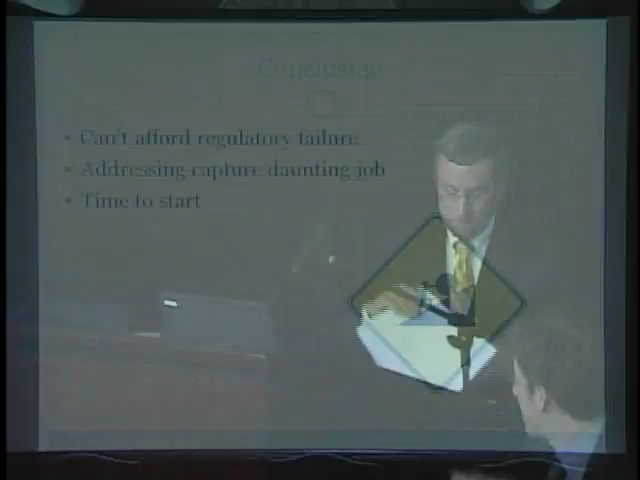 Conclusion
• Can't afford regulatory failure
• Addressing capture daunting job
• Time to start